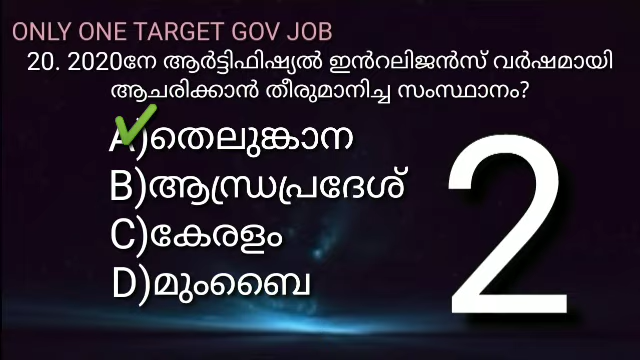 ONLY ONE TARGET GOV JOB
20. 2020നേ ആർട്ടിഫിഷ്യൽ ഇൻറലിജൻസ് വർഷമായി
ആചരിക്കാൻ തീരുമാനിച്ച സംസ്ഥാനം?
A)തെലുങ്കാന
B)ആന്ധ്രപ്രദേശ്
C)കേരളം
D)മുംബൈ
2